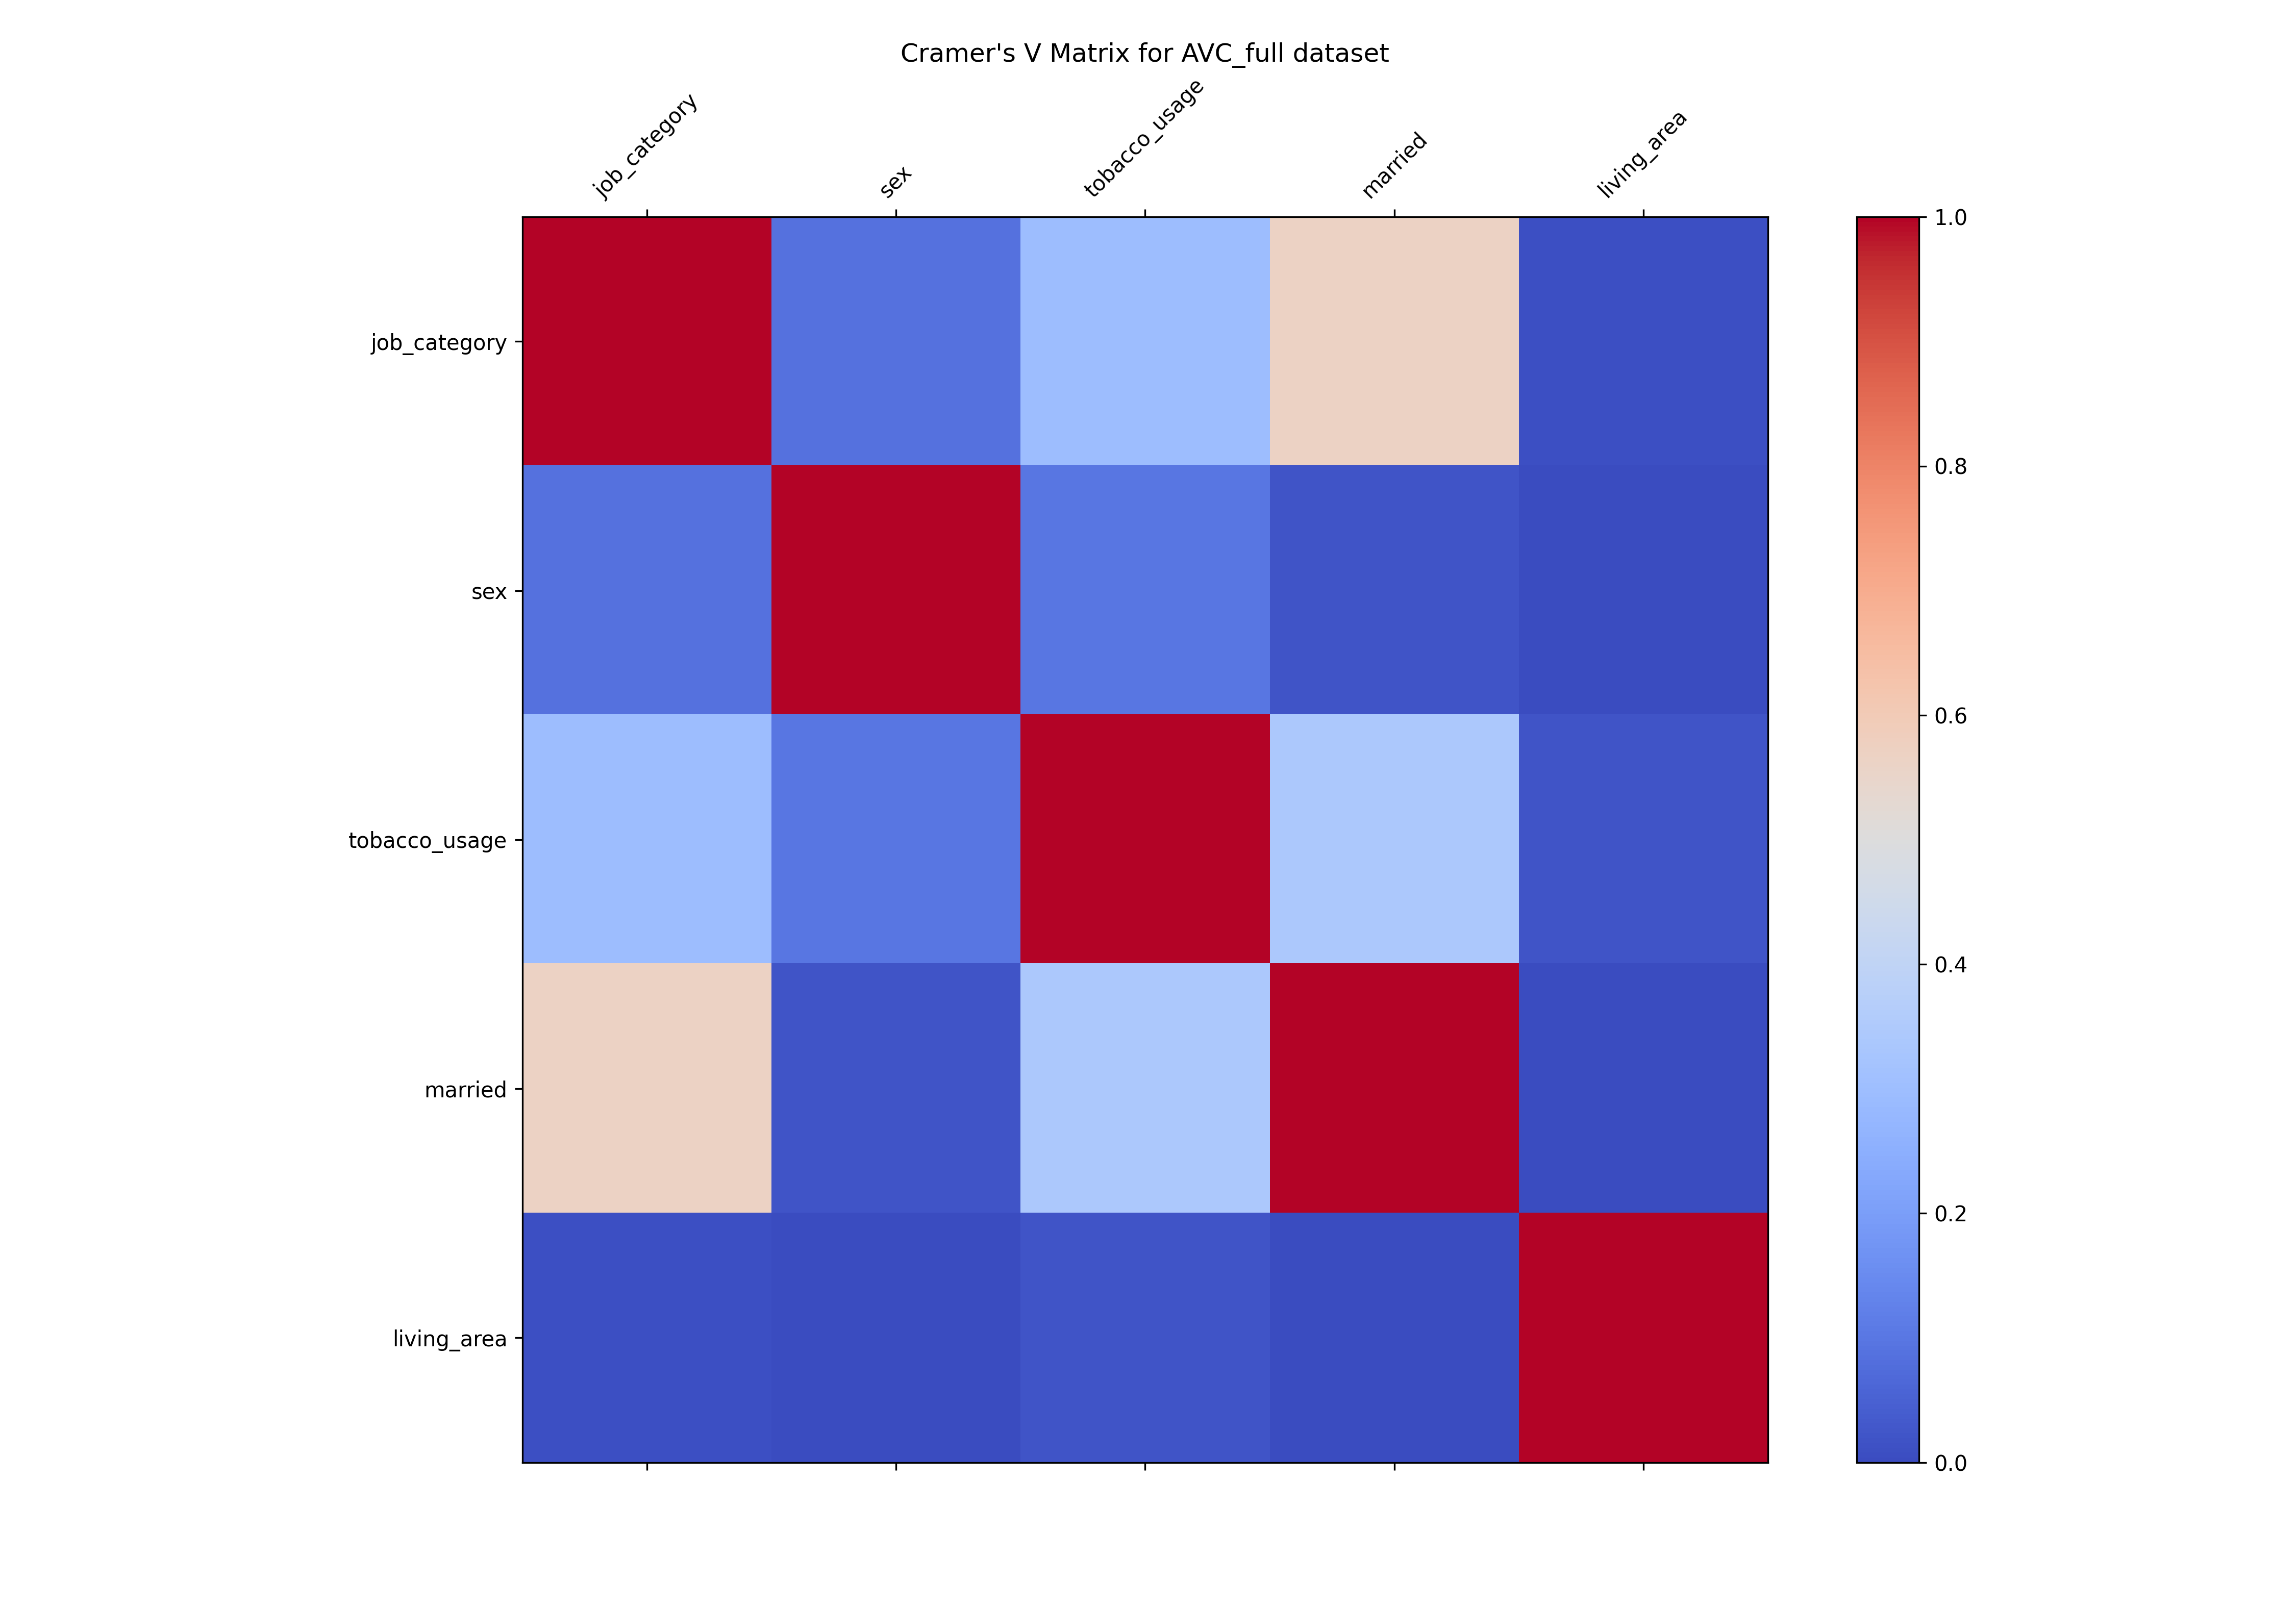 Cramer's V Matrix for AVC_full dataset
job_category
sex
tobacco_usage
married
living_area
job_category
sex
tobacco_usage
married
living_area
1.0
0.8
0.6
0.4
0.2
0.0